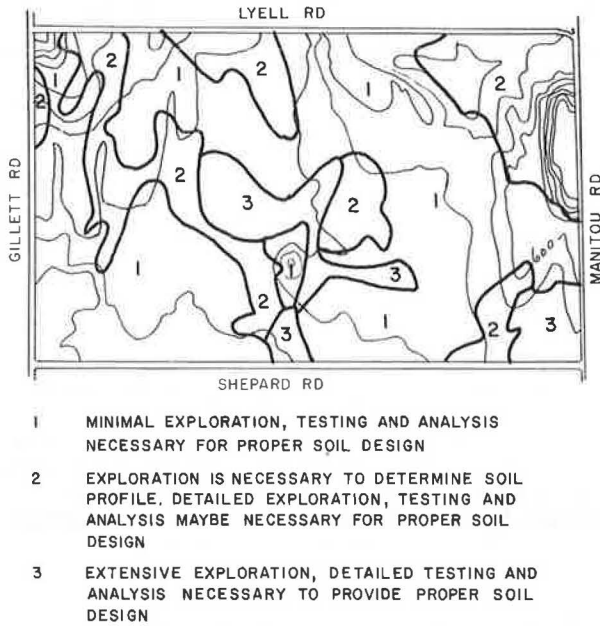 LYELL RD
1
2
1
2
1
2
2
2
3
2
1
GILLETT RD
MANITOU RD
600
1
3
2
1
2
3
3
SHEPARD RD
1 MINIMAL EXPLORATION, TESTING AND ANALYSIS
NECESSARY FOR PROPER SOIL DESIGN
2 EXPLORATION IS NECESSARY TO DETERMINE SOIL
PROFILE. DETAILED EXPLORATION, TESTING AND
ANALYSIS MAYBE NECESSARY FOR PROPER SOIL
DESIGN
3 EXTENSIVE EXPLORATION, DETAILED TESTING AND
ANALYSIS NECESSARY TO PROVIDE PROPER SOIL
DESIGN